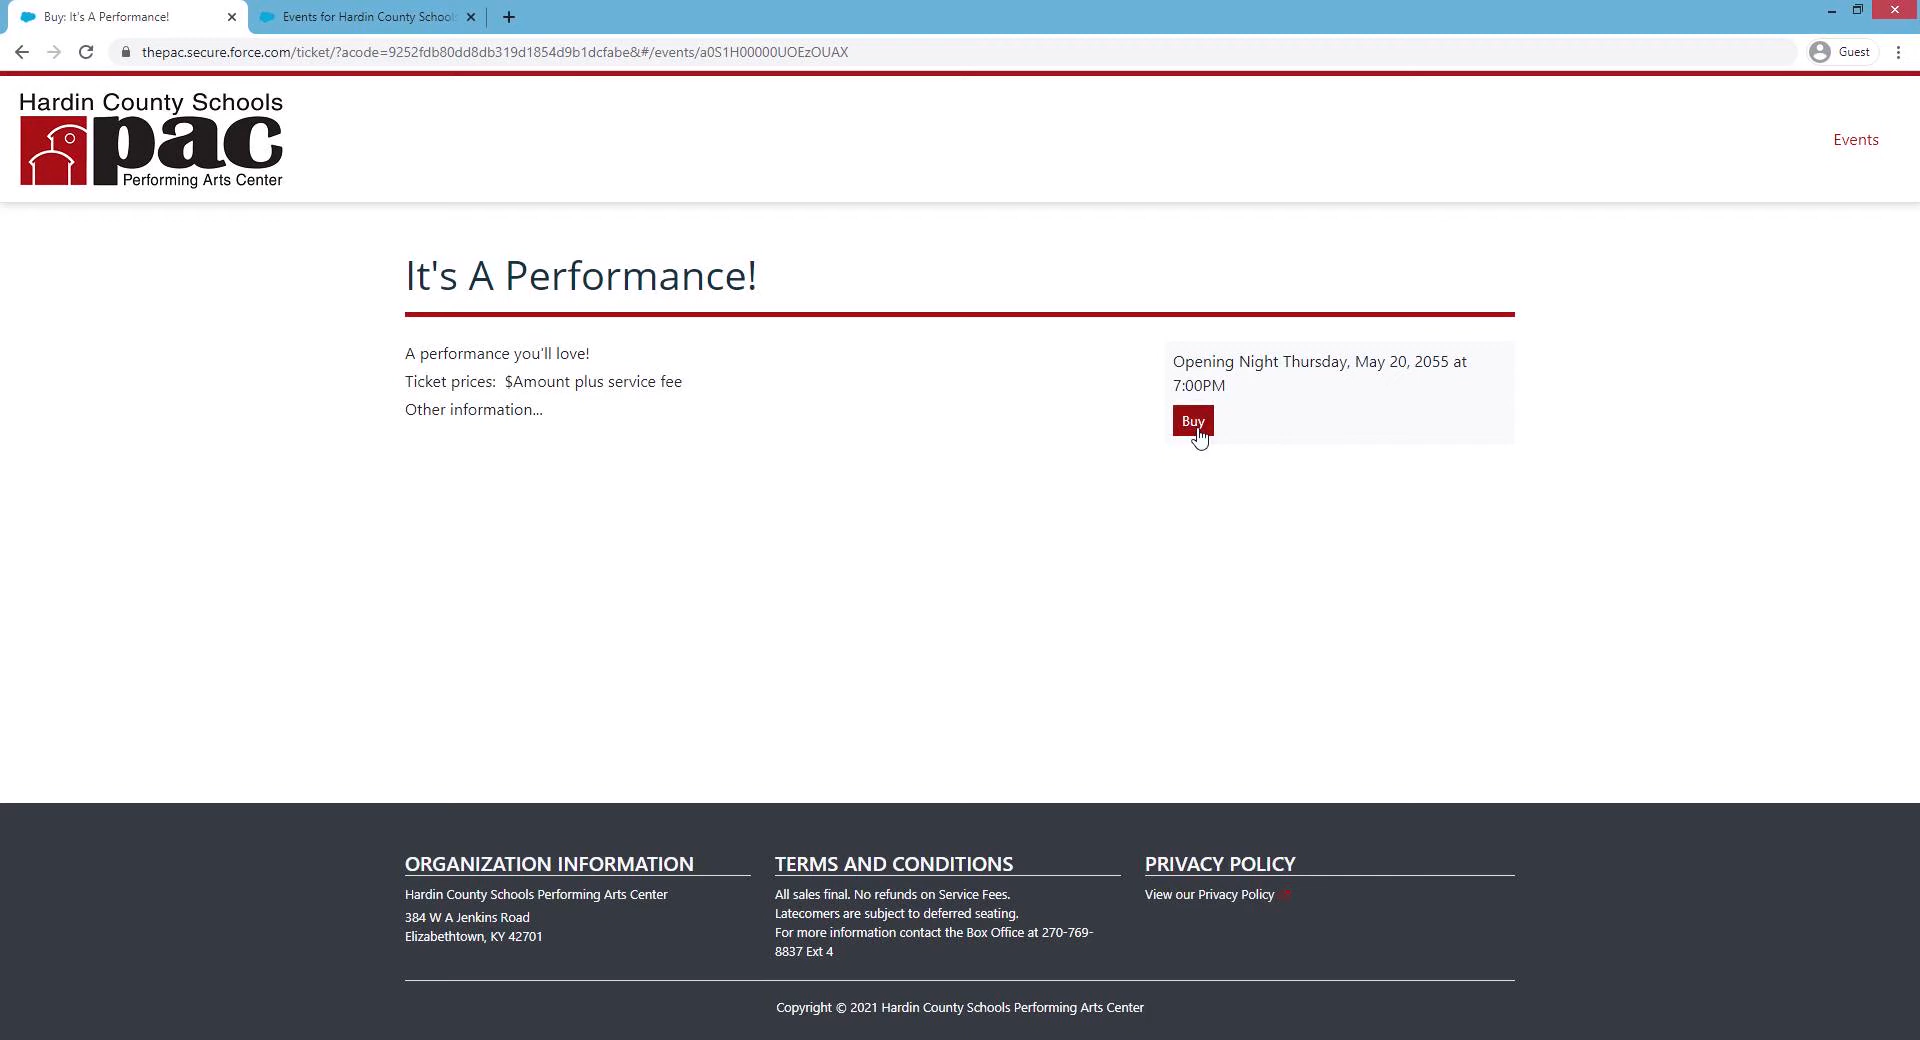 Buy: It's A Performance!
Events for Hardin County School
thepac.secure.force.com/ticket/?acode=9252fdb80dd8db319d1854d9b1dcfabe&#/events/a0S1H00000UOEzOUAX
Guest
Hardin County Schools
pac
Performing Arts Center
Events
It's A Performance!
A performance you'll love!
Ticket prices:  $Amount plus service fee
Other information...
Opening Night Thursday, May 20, 2055 at
7:00PM
Buy
ORGANIZATION INFORMATION
Hardin County Schools Performing Arts Center
384 W A Jenkins Road
Elizabethtown, KY 42701
TERMS AND CONDITIONS
All sales final. No refunds on Service Fees.
Latecomers are subject to deferred seating.
For more information contact the Box Office at 270-769-
8837 Ext 4
PRIVACY POLICY
View our Privacy Policy
Copyright © 2021 Hardin County Schools Performing Arts Center